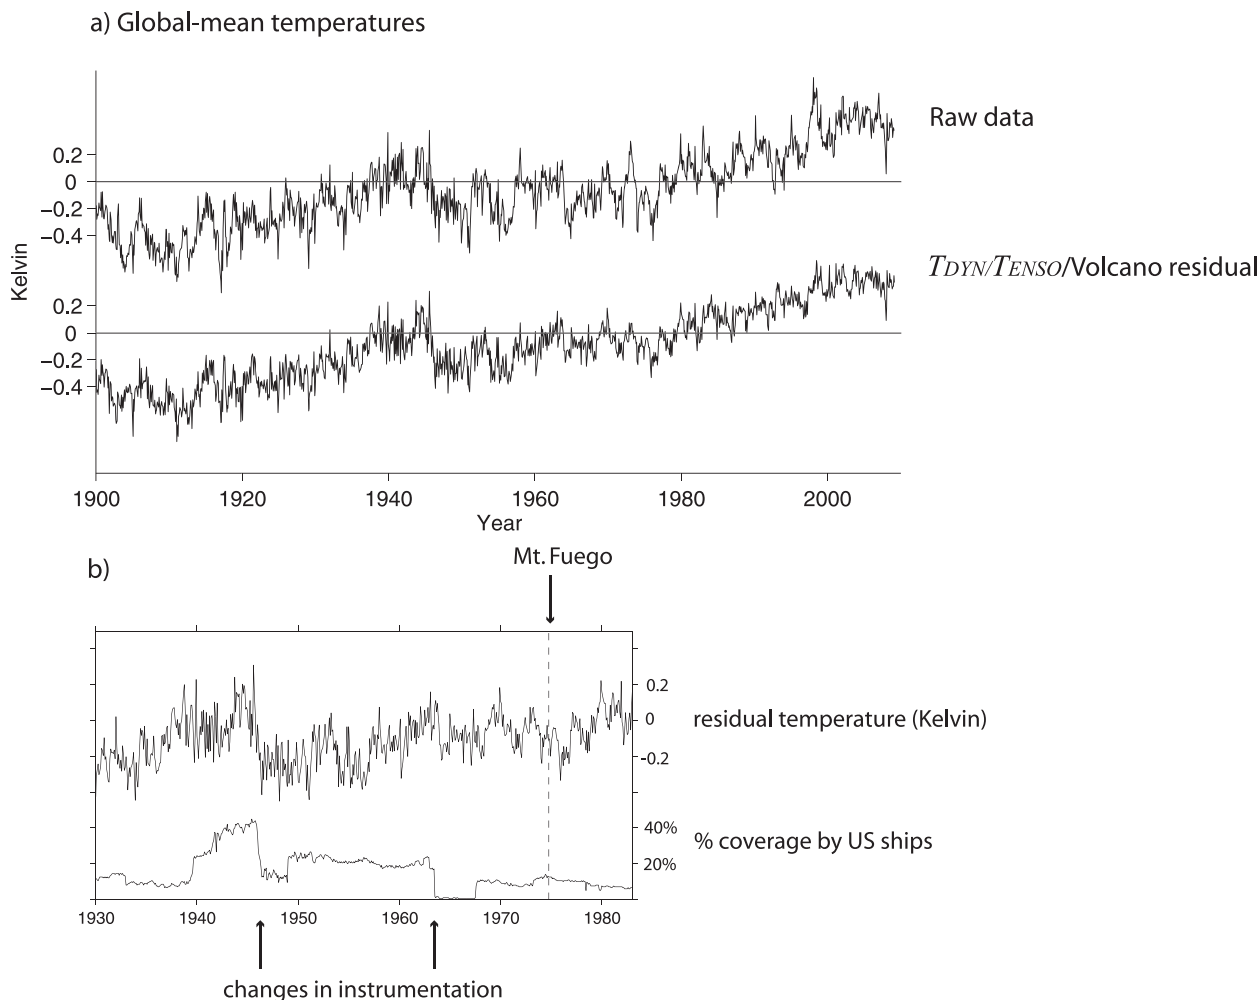 a) Global-mean temperatures
Kelvin
0.2
0
−0.2
−0.4
Raw data
0.2
0
−0.2
−0.4
TDYN/TENSO/Volcano residual
1900 1920 1940 1960 1980 2000
Year
b)
Mt. Fuego
0.2
0
-0.2
residual temperature (Kelvin)
40%
20%
% coverage by US ships
1930 1940 1950 1960 1970 1980
changes in instrumentation